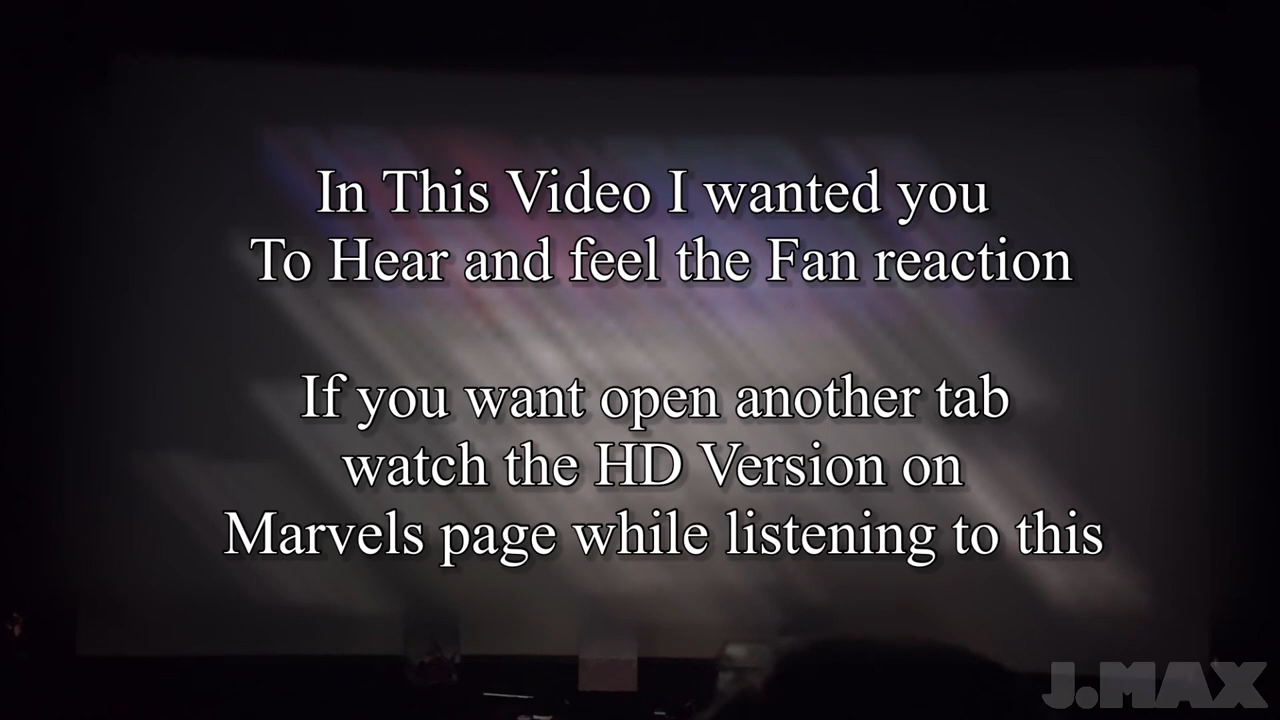 In This Video I wanted you
To Hear and feel the Fan reaction
If you want open another tab
watch the HD Version on
Marvels page while listening to this
J.MAX